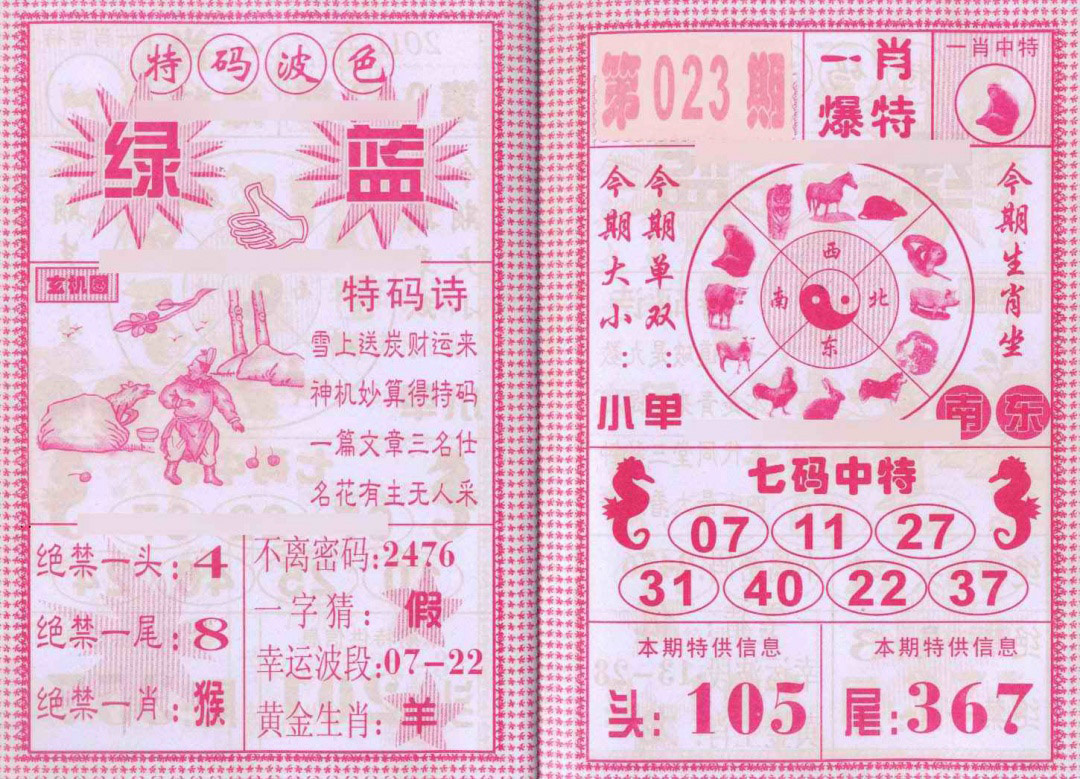 特码波色
绿 蓝
玄机图
特码诗
雪上送炭财运来
神机妙算得特码
一篇文章三名仕
名花有主无人采
绝禁一头:4
绝禁一尾:8
绝禁一肖:猴
不离密码:2476
一字猜:假
幸运波段:07-22
黄金生肖:羊
第023期
一肖
爆特
一肖中特
今期大小:小
今期单双:单
西
南
北
东
今期生肖坐
南东
七码中特
07 11 27
31 40 22 37
本期特供信息
头:105
本期特供信息
尾:367